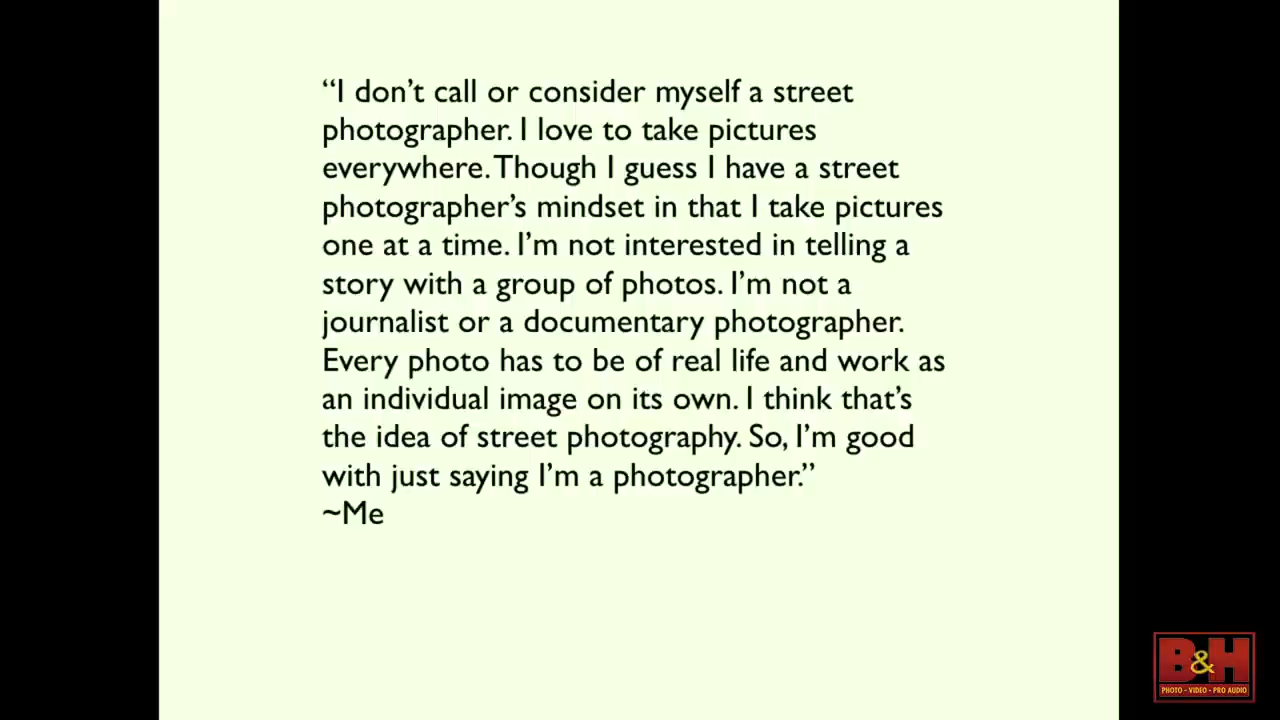 “I don’t call or consider myself a street
photographer. I love to take pictures
everywhere. Though I guess I have a street
photographer’s mindset in that I take pictures
one at a time. I’m not interested in telling a
story with a group of photos. I’m not a
journalist or a documentary photographer.
Every photo has to be of real life and work as
an individual image on its own. I think that’s
the idea of street photography. So, I’m good
with just saying I’m a photographer.”
~Me
B&H
PHOTO - VIDEO - PRO AUDIO